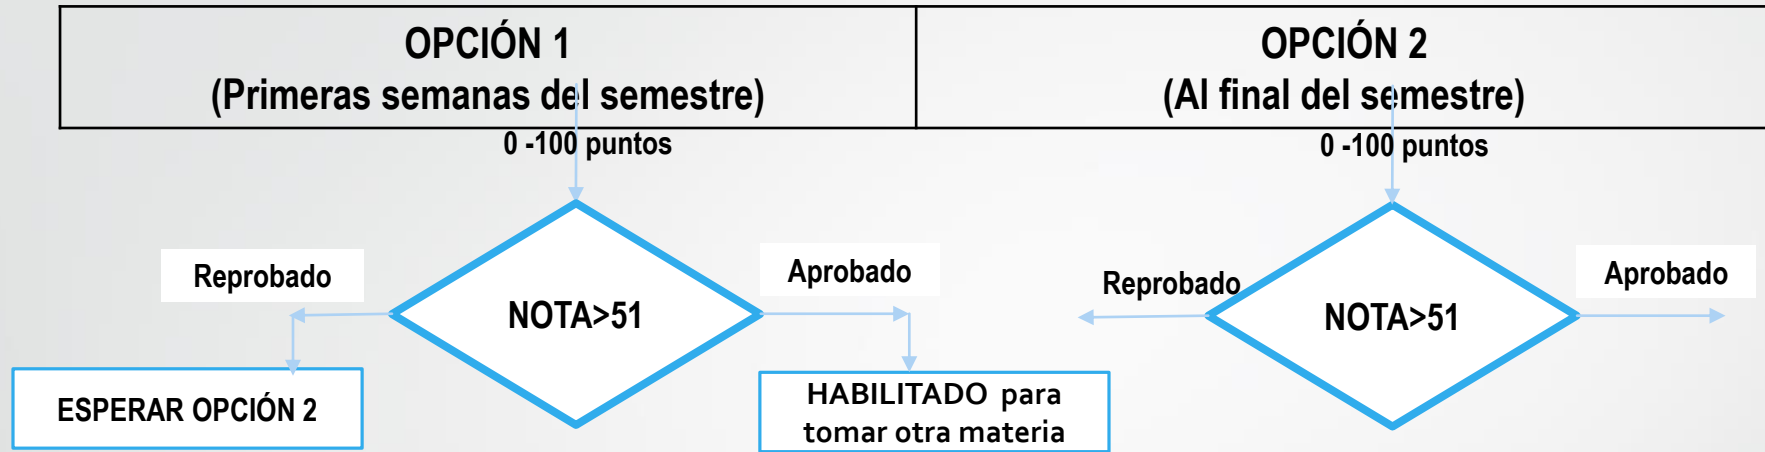 OPCIÓN 1
(Primeras semanas del semestre)
OPCIÓN 2
(Al final del semestre)
0 -100 puntos
0 -100 puntos
Reprobado
NOTA>51
Aprobado
Reprobado
NOTA>51
Aprobado
ESPERAR OPCIÓN 2
HABILITADO para
tomar otra materia